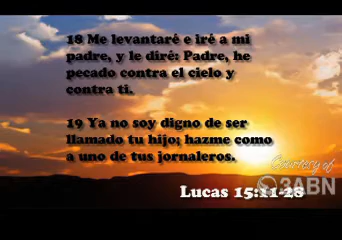 18 Me levantaré e iré a mi
padre, y le diré: Padre, he
pecado contra el cielo y
contra ti.
19 Ya no soy digno de ser
llamado tu hijo; hazme como
a uno de tus jornaleros.
Courtesy of
3ABN
Lucas 15:11-28